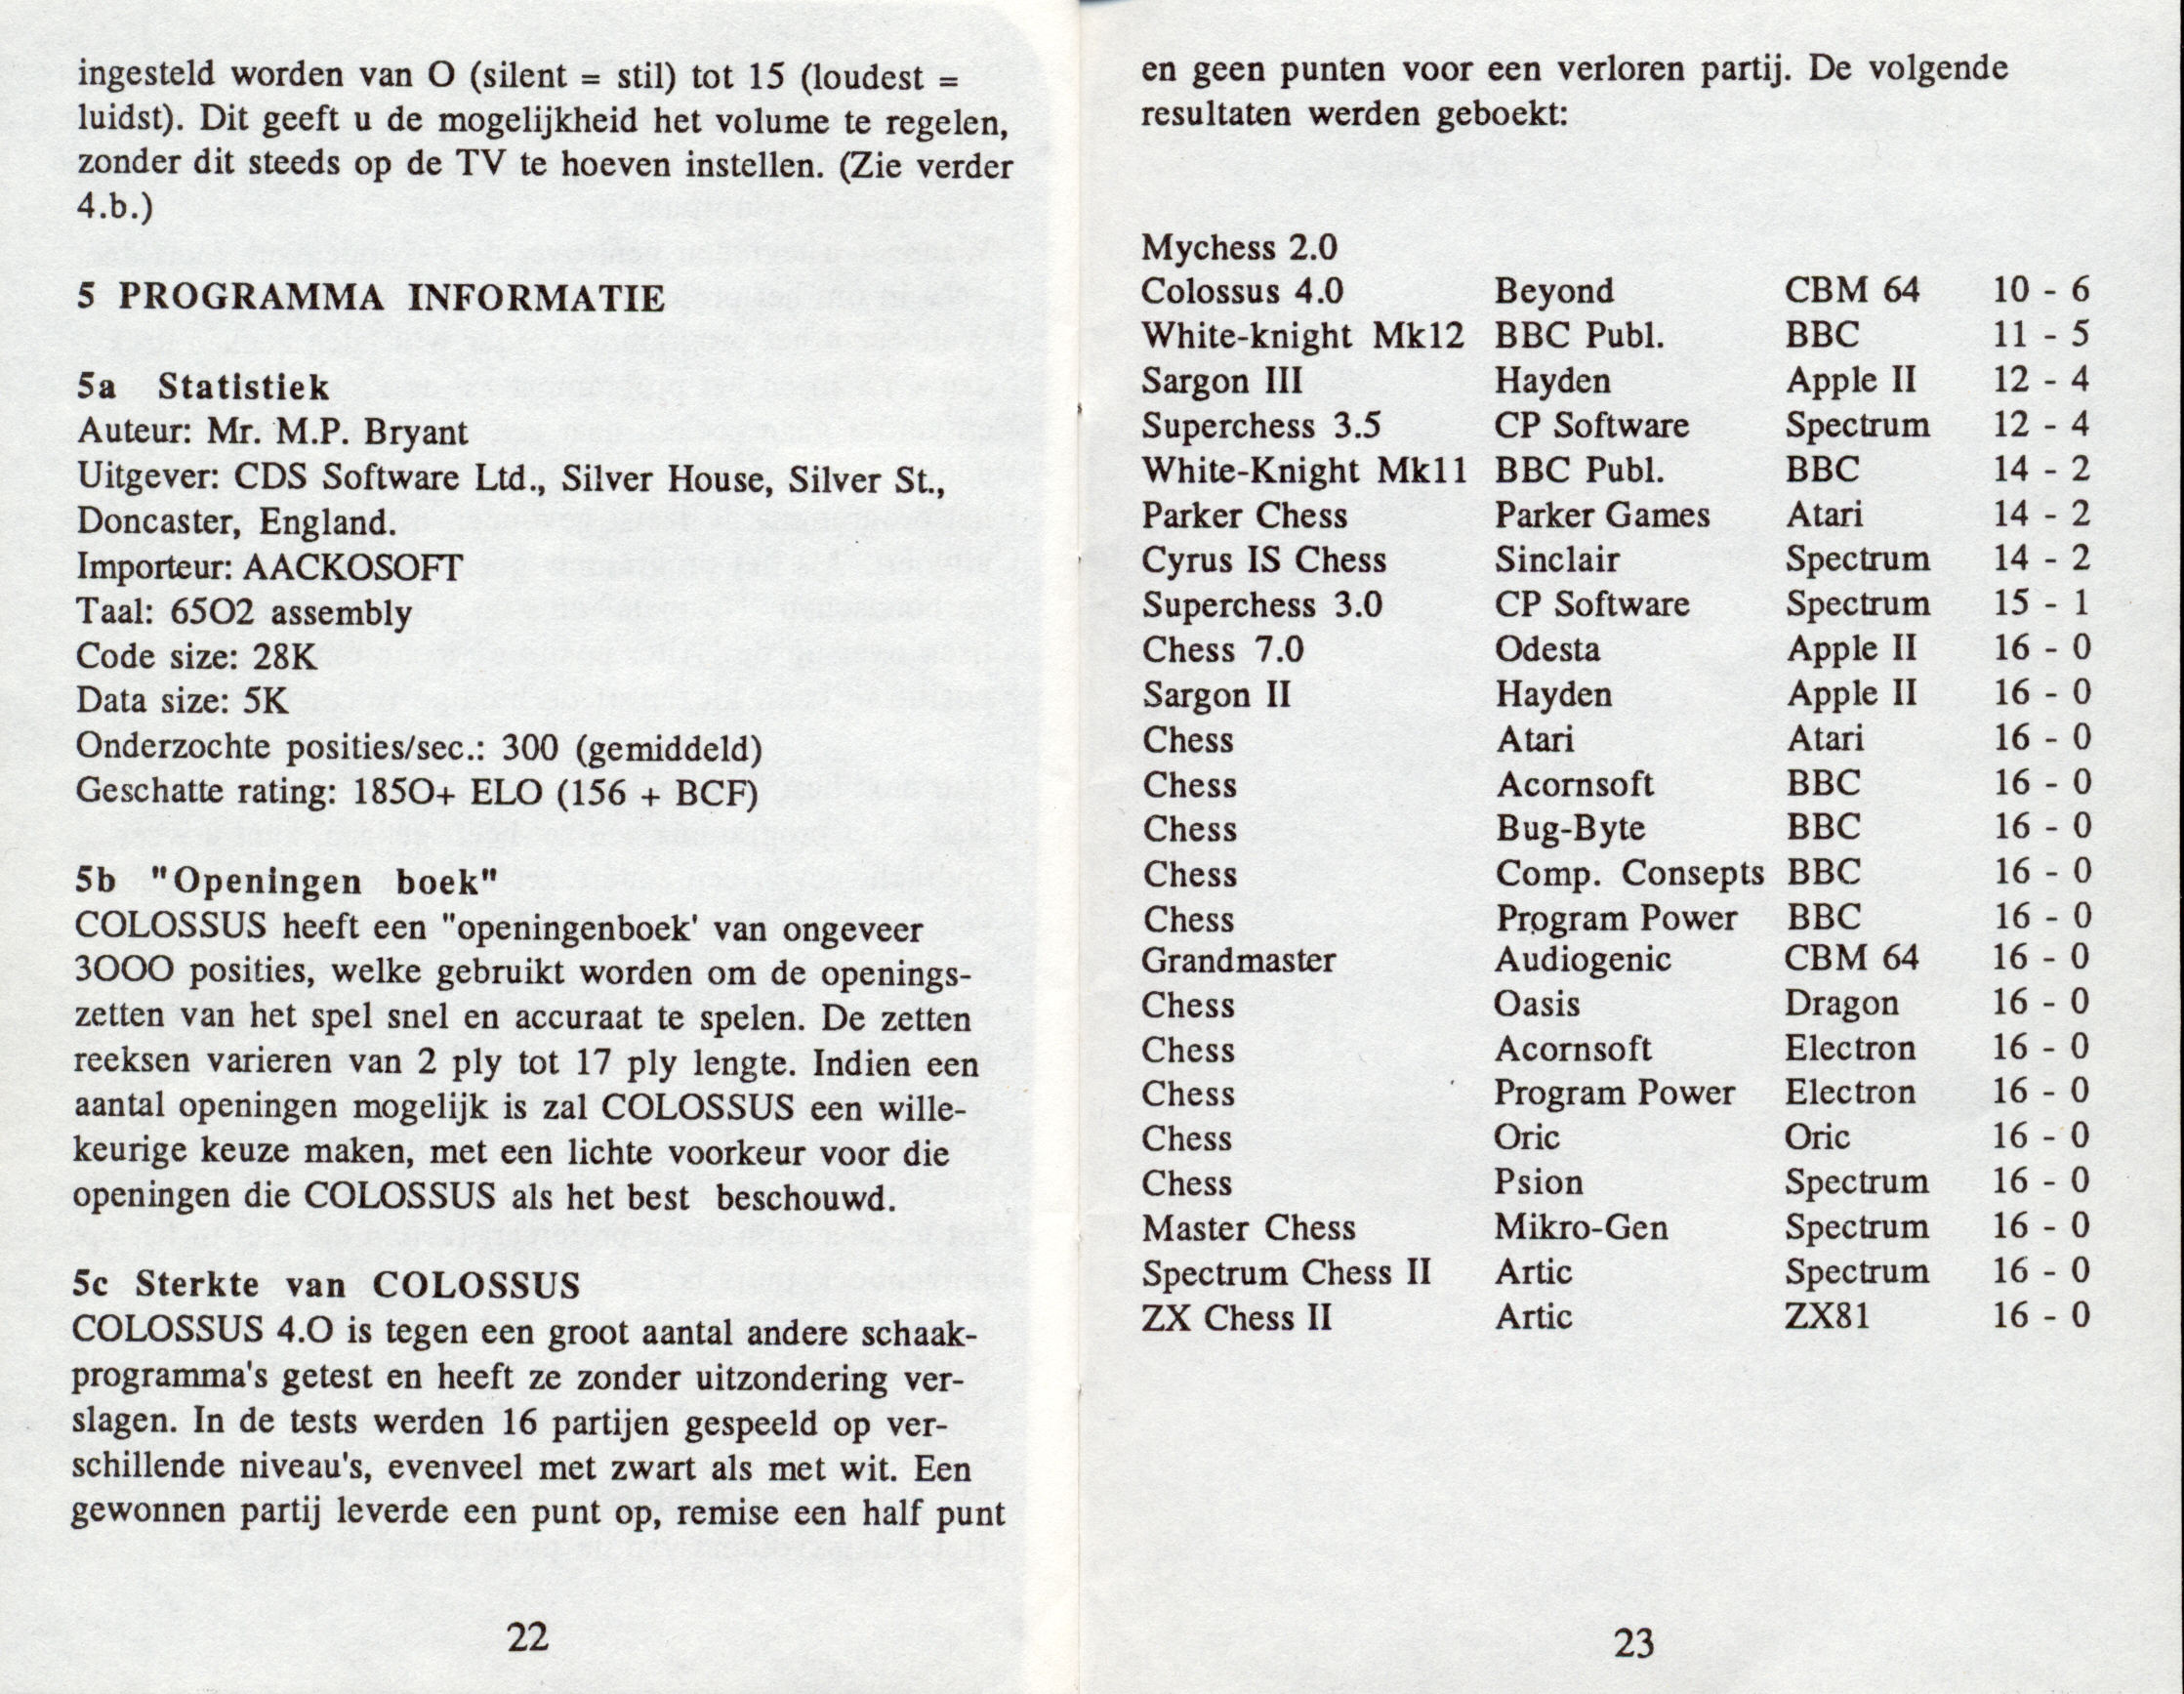 ingesteld worden van O (silent = stil) tot 15 (loudest =
luidst). Dit geeft u de mogelijkheid het volume te regelen,
zonder dit steeds op de TV te hoeven instellen. (Zie verder
4.b.)
5 PROGRAMMA INFORMATIE
5a Statistiek
Auteur: Mr. M.P. Bryant
Uitgever: CDS Software Ltd., Silver House, Silver St.,
Doncaster, England.
Importeur: AACKOSOFT
Taal: 65O2 assembly
Code size: 28K
Data size: 5K
Onderzochte posities/sec.: 300 (gemiddeld)
Geschatte rating: 185O+ ELO (156 + BCF)
5b "Openingen boek"
COLOSSUS heeft een "openingenboek' van ongeveer
3OOO posities, welke gebruikt worden om de openings-
zetten van het spel snel en accuraat te spelen. De zetten
reeksen varieren van 2 ply tot 17 ply lengte. Indien een
aantal openingen mogelijk is zal COLOSSUS een wille-
keurige keuze maken, met een lichte voorkeur voor die
openingen die COLOSSUS als het best beschouwd.
5c Sterkte van COLOSSUS
COLOSSUS 4.O is tegen een groot aantal andere schaak-
programma's getest en heeft ze zonder uitzondering ver-
slagen. In de tests werden 16 partijen gespeeld op ver-
schillende niveau's, evenveel met zwart als met wit. Een
gewonnen partij leverde een punt op, remise een half punt
22
en geen punten voor een verloren partij. De volgende
resultaten werden geboekt:
Mychess 2.0
Colossus 4.0 Beyond CBM 64 10 - 6
White-knight Mk12 BBC Publ. BBC 11 - 5
Sargon III Hayden Apple II 12 - 4
Superchess 3.5 CP Software Spectrum 12 - 4
White-Knight Mk11 BBC Publ. BBC 14 - 2
Parker Chess Parker Games Atari 14 - 2
Cyrus IS Chess Sinclair Spectrum 14 - 2
Superchess 3.0 CP Software Spectrum 15 - 1
Chess 7.0 Odesta Apple II 16 - 0
Sargon II Hayden Apple II 16 - 0
Chess Atari Atari 16 - 0
Chess Acornsoft BBC 16 - 0
Chess Bug-Byte BBC 16 - 0
Chess Comp. Consepts BBC 16 - 0
Chess Program Power BBC 16 - 0
Grandmaster Audiogenic CBM 64 16 - 0
Chess Oasis Dragon 16 - 0
Chess Acornsoft Electron 16 - 0
Chess Program Power Electron 16 - 0
Chess Oric Oric 16 - 0
Chess Psion Spectrum 16 - 0
Master Chess Mikro-Gen Spectrum 16 - 0
Spectrum Chess II Artic Spectrum 16 - 0
ZX Chess II Artic ZX81 16 - 0
23